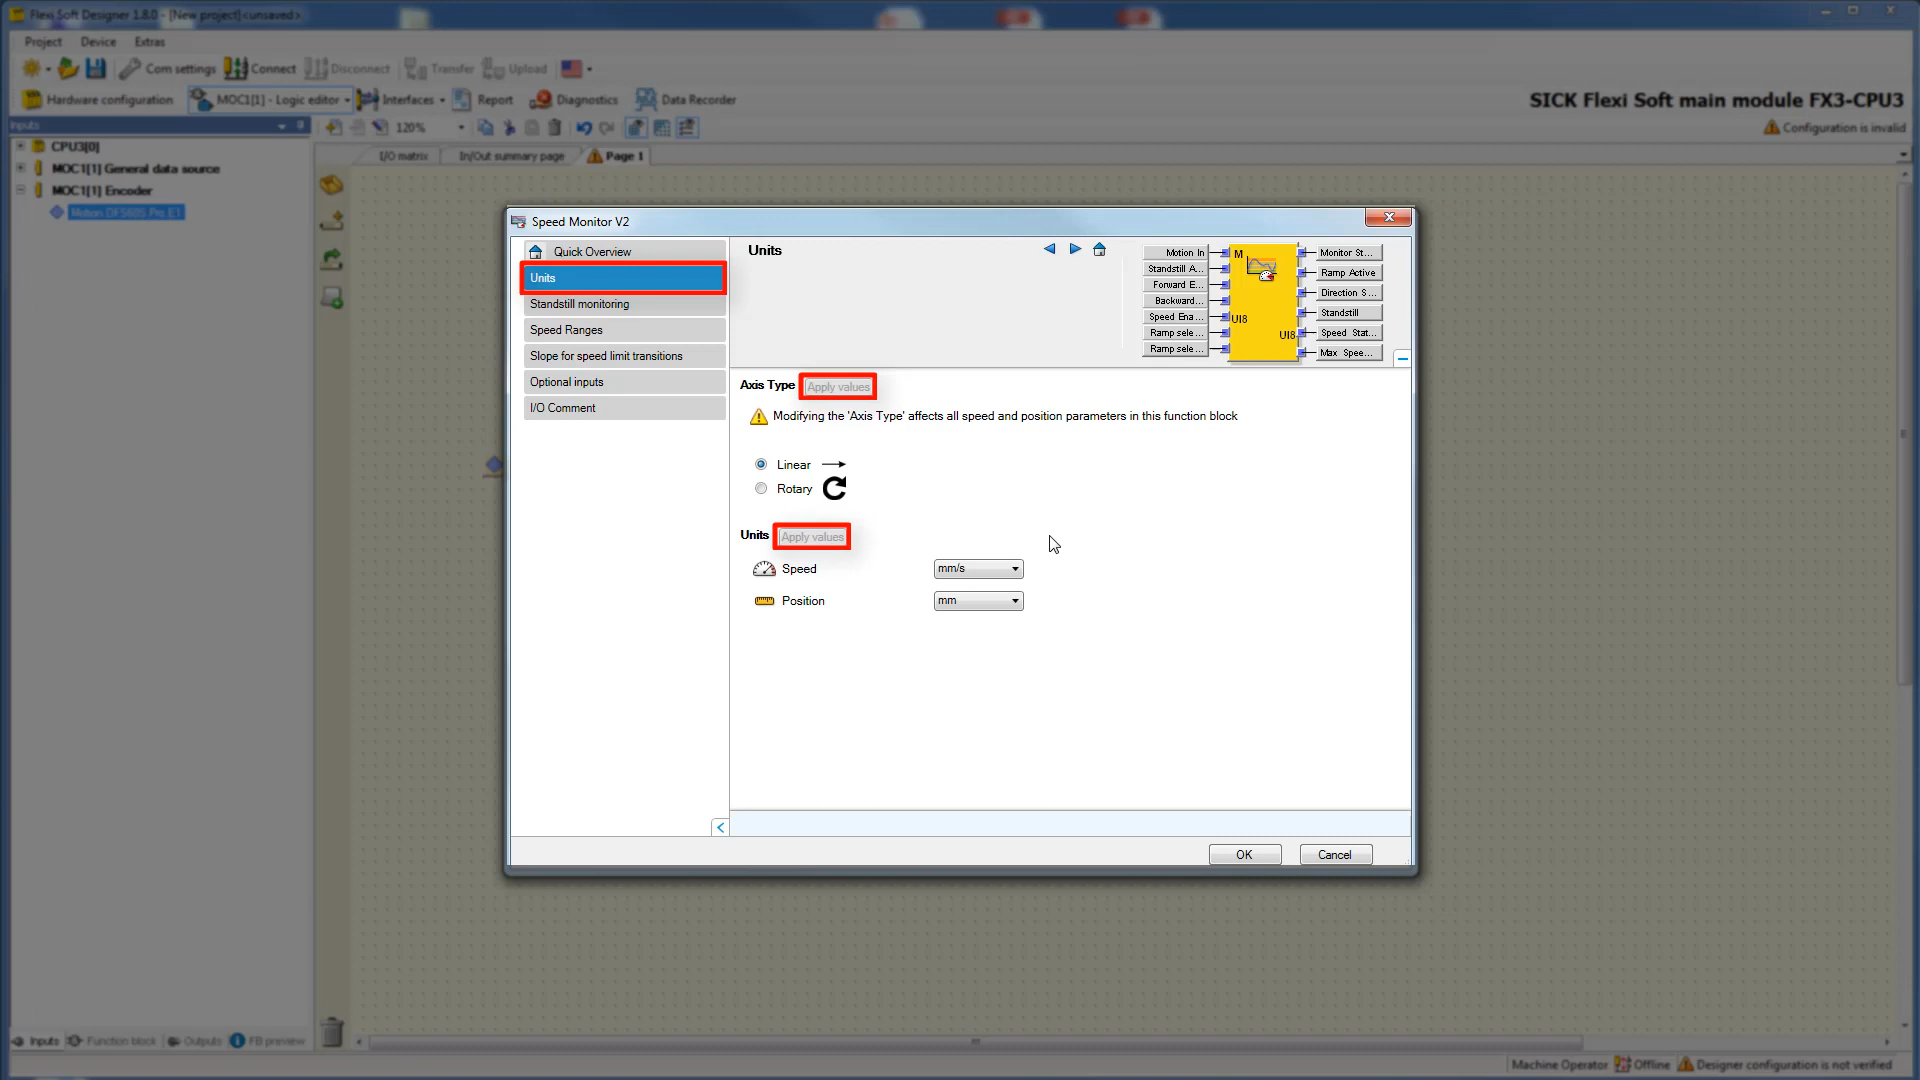 Flexi Soft Designer 1.8.0 - [New project]<unsaved>
Project Device Extras
Com settings Connect Disconnect Transfer Upload
Hardware configuration MOC1[1] - Logic editor Interfaces Report Diagnostics Data Recorder
SICK Flexi Soft main module FX3-CPU3
Inputs
120%
Configuration is invalid
CPU3[0]
MOC1[1] General data source
MOC1[1] Encoder
Motion DFS60S Pro.E1
I/O matrix In/Out summary page Page 1
Speed Monitor V2
Quick Overview
Units
Standstill monitoring
Speed Ranges
Slope for speed limit transitions
Optional inputs
I/O Comment
Units
Motion In
Standstill A...
Forward E...
Backward...
Speed Ena...
Ramp sele...
Ramp sele...
M
UI8
UI8
Monitor St...
Ramp Active
Direction S...
Standstill
Speed Stat...
Max Spee...
Axis Type Apply values
Modifying the 'Axis Type' affects all speed and position parameters in this function block
Linear
Rotary
Units Apply values
Speed mm/s
Position mm
OK Cancel
Inputs Function block Outputs FB preview
Machine Operator Offline Designer configuration is not verified